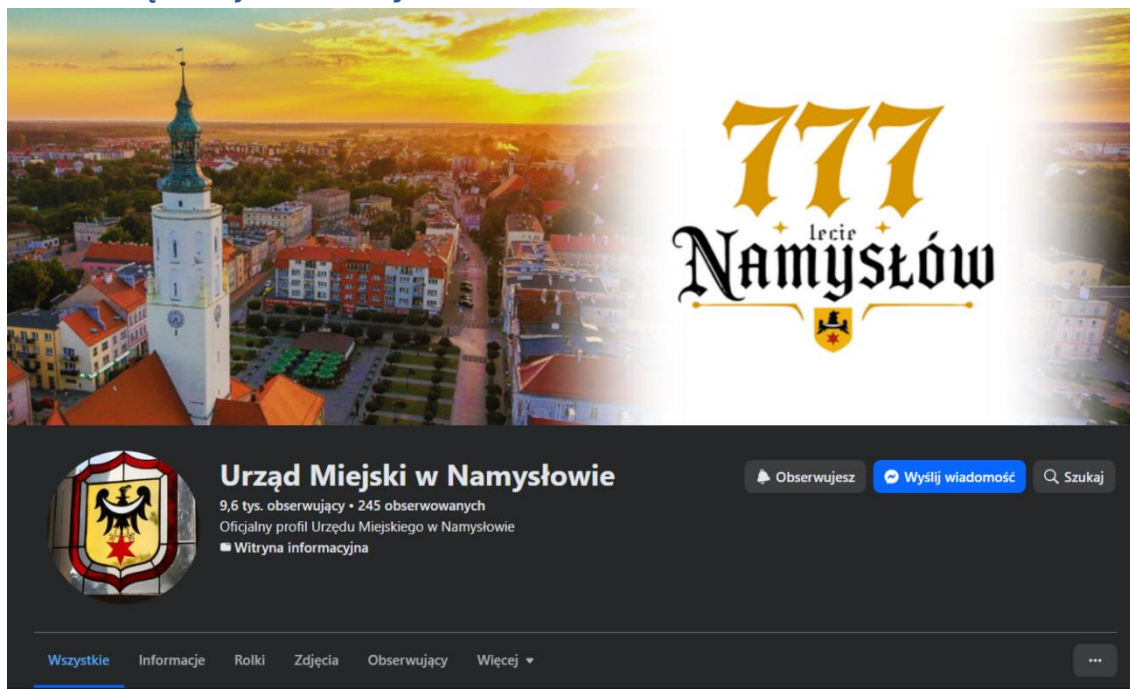 777
lecie
Namysłów
Urząd Miejski w Namysłowie
9,6 tys. obserwujący • 245 obserwowanych
Oficjalny profil Urzędu Miejskiego w Namysłowie
Witryna informacyjna
Obserwujesz
Wyślij wiadomość
Szukaj
Wszystkie Informacje Rolki Zdjęcia Obserwujący Więcej